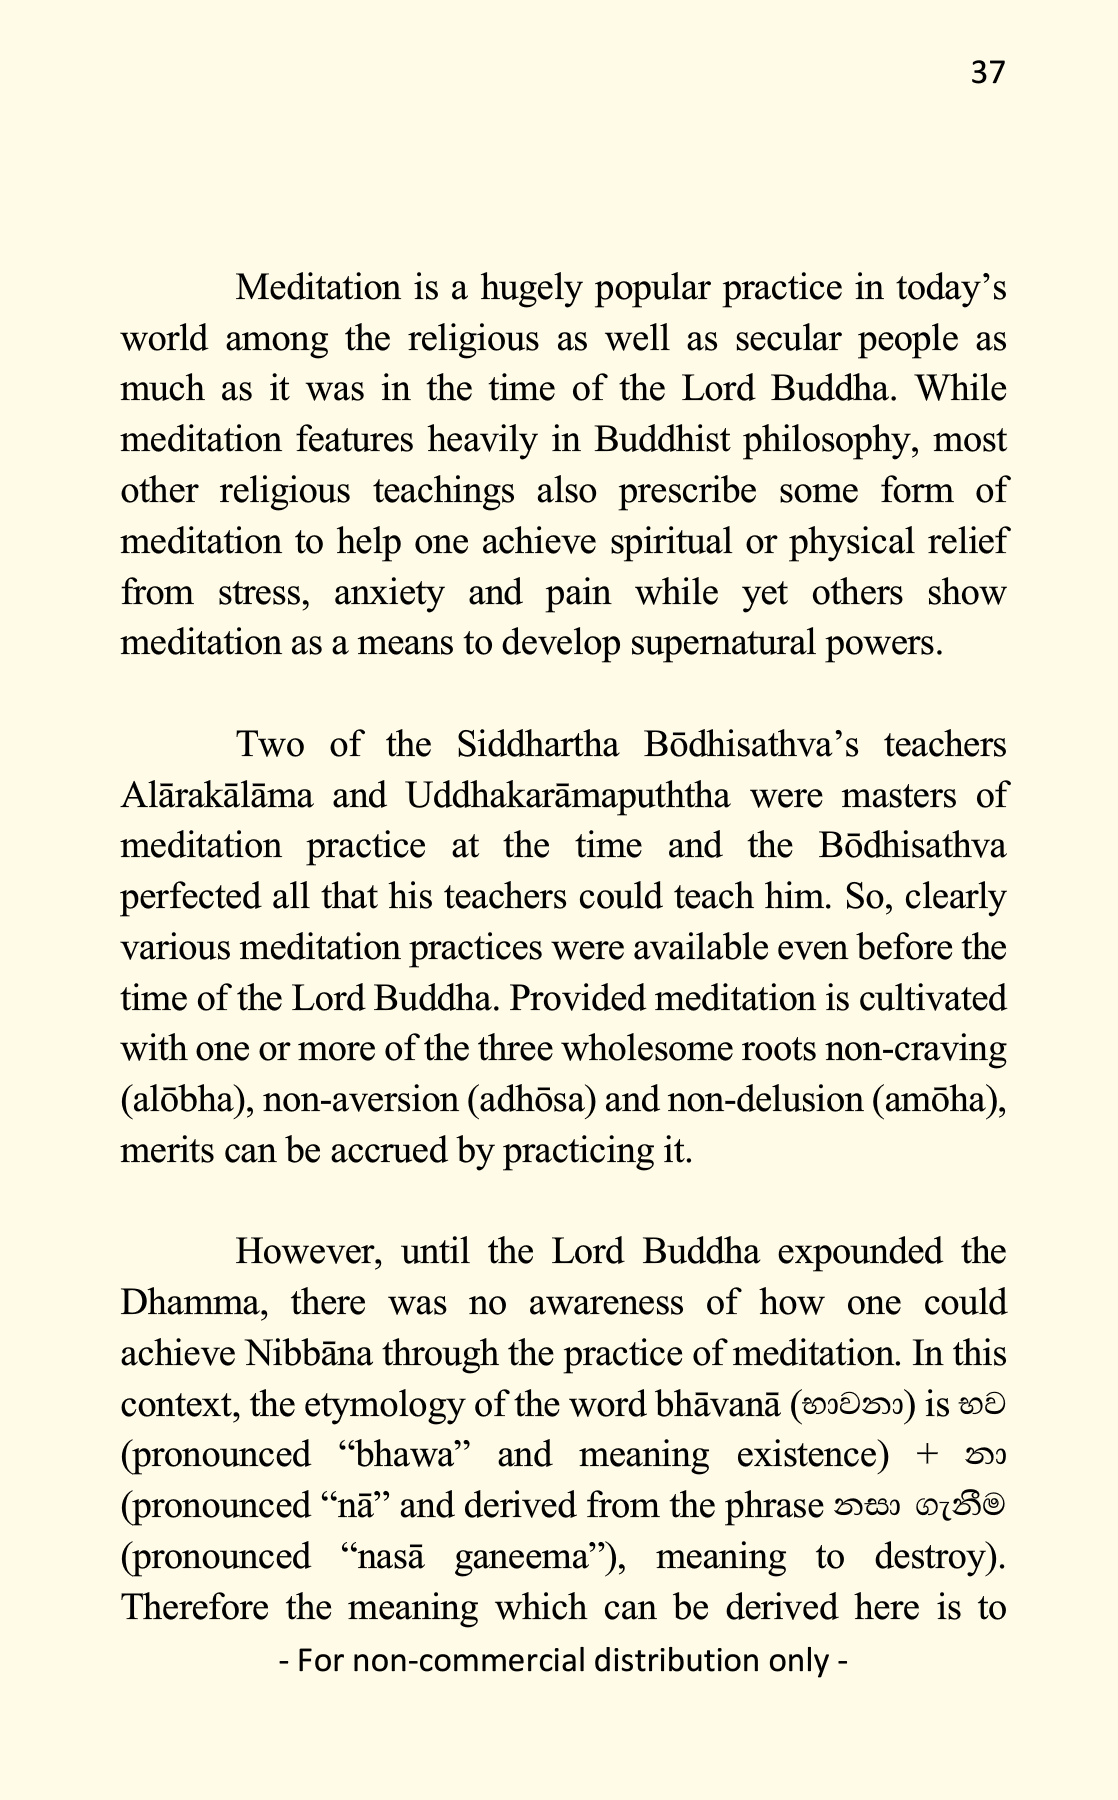 37
Meditation is a hugely popular practice in today’s
world among the religious as well as secular people as
much as it was in the time of the Lord Buddha. While
meditation features heavily in Buddhist philosophy, most
other religious teachings also prescribe some form of
meditation to help one achieve spiritual or physical relief
from stress, anxiety and pain while yet others show
meditation as a means to develop supernatural powers.
Two of the Siddhartha Bōdhisathva’s teachers
Alārakālāma and Uddhakarāmapuththa were masters of
meditation practice at the time and the Bōdhisathva
perfected all that his teachers could teach him. So, clearly
various meditation practices were available even before the
time of the Lord Buddha. Provided meditation is cultivated
with one or more of the three wholesome roots non-craving
(alōbha), non-aversion (adhōsa) and non-delusion (amōha),
merits can be accrued by practicing it.
However, until the Lord Buddha expounded the
Dhamma, there was no awareness of how one could
achieve Nibbāna through the practice of meditation. In this
context, the etymology of the word bhāvanā (භාවනා) is භව
(pronounced “bhawa” and meaning existence) + නා
(pronounced “nā” and derived from the phrase නසා ගැනීම
(pronounced “nasā ganeema”), meaning to destroy).
Therefore the meaning which can be derived here is to
- For non-commercial distribution only -